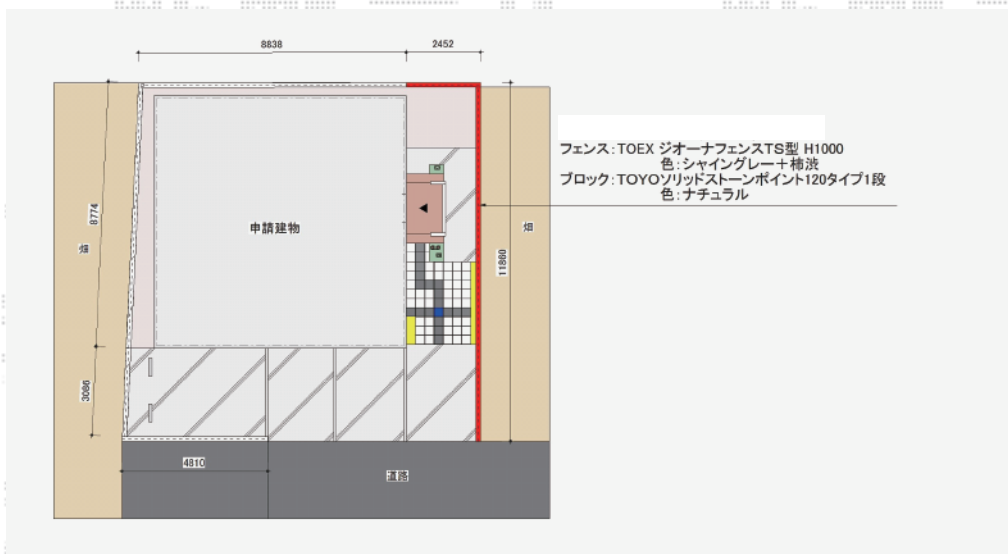 8838
2452
フェンス:TOEX ジオーナフェンスTS型 H1000
色:シャイングレー+柿渋
ブロック:TOYOソリッドストーンポイント120タイプ1段
色:ナチュラル
8774
畑
申請建物
畑
11860
3086
4810
道路